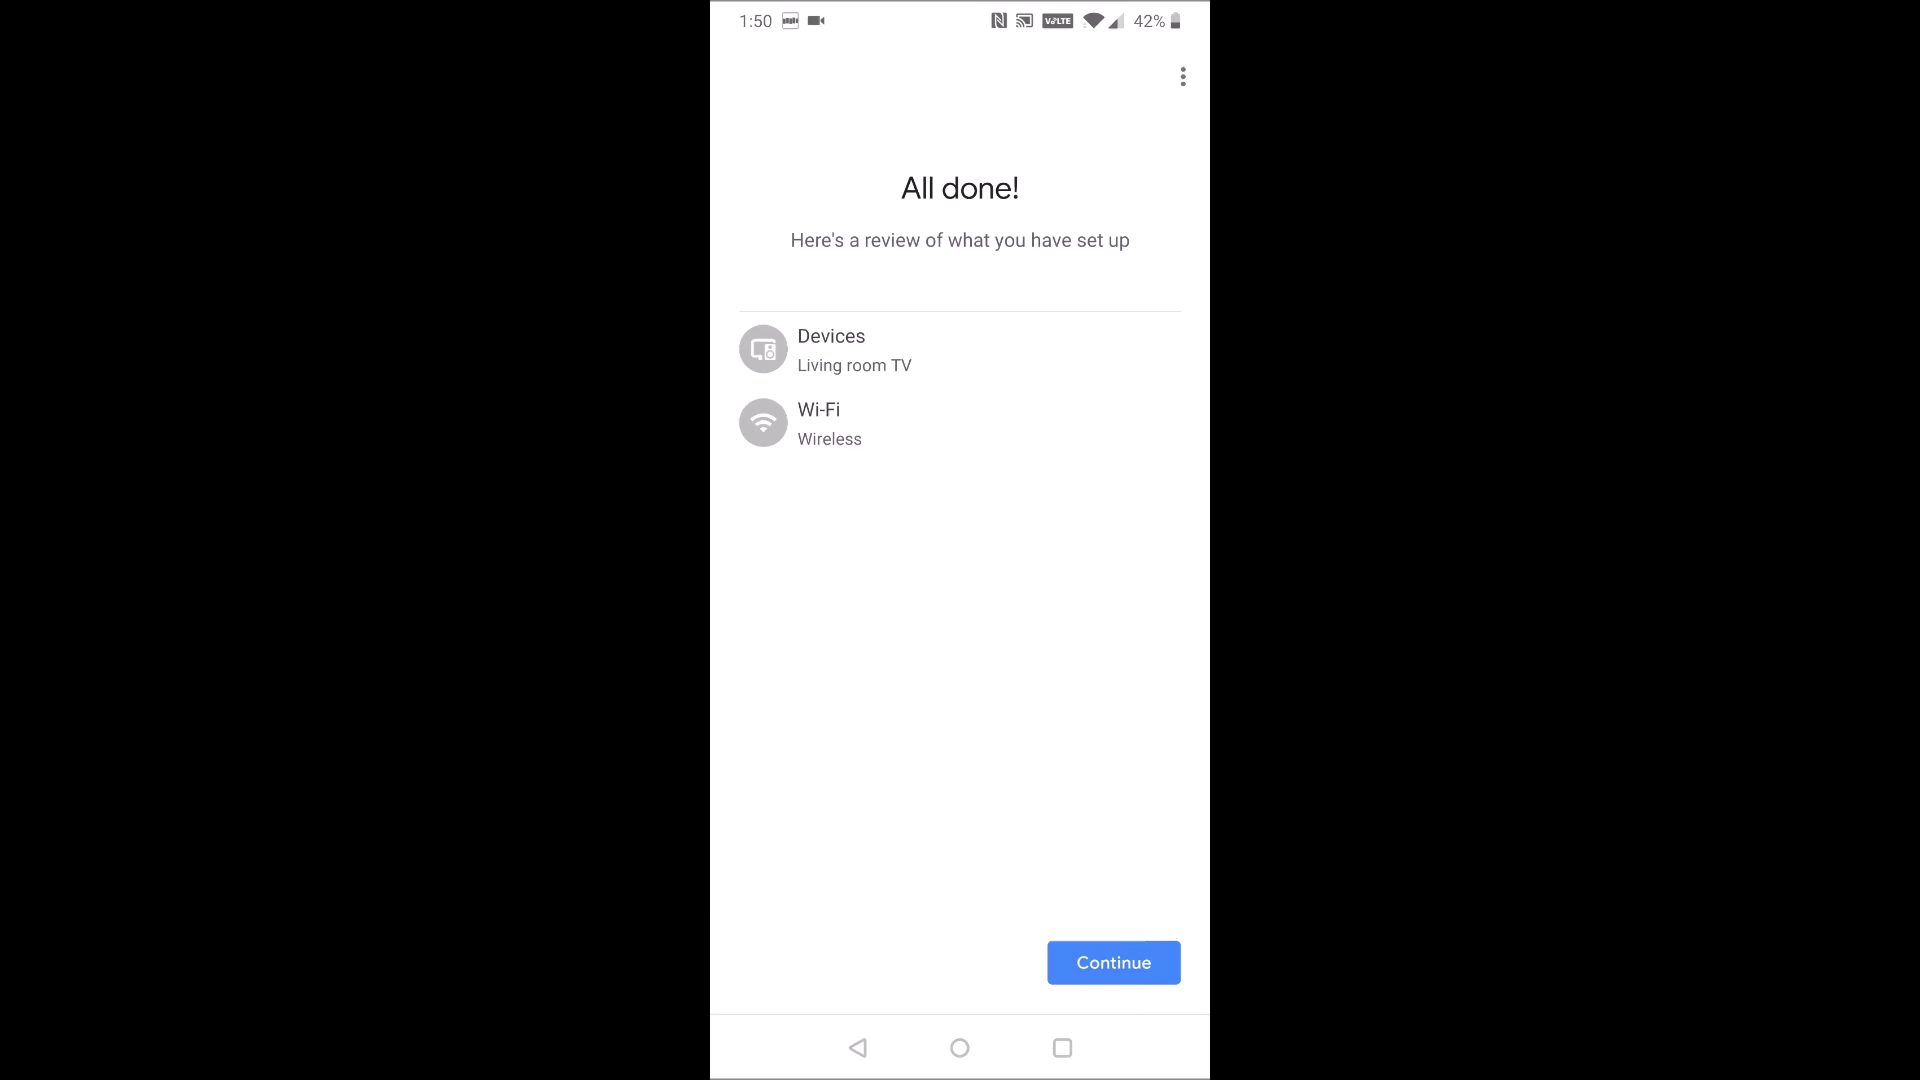 1:50 VoLTE 42%
All done!
Here's a review of what you have set up
Devices
Living room TV
Wi-Fi
Wireless
Continue